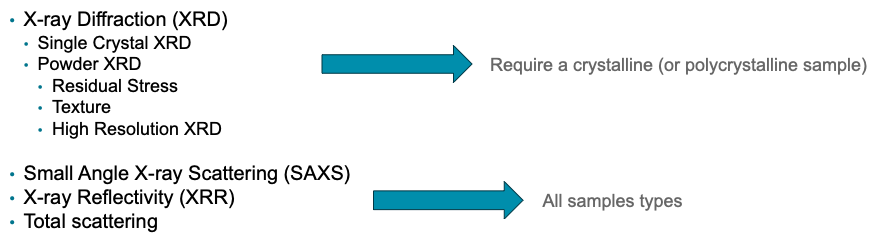 • X-ray Diffraction (XRD)
• Single Crystal XRD
• Powder XRD
• Residual Stress
• Texture
• High Resolution XRD
Require a crystalline (or polycrystalline sample)
• Small Angle X-ray Scattering (SAXS)
• X-ray Reflectivity (XRR)
• Total scattering
All samples types